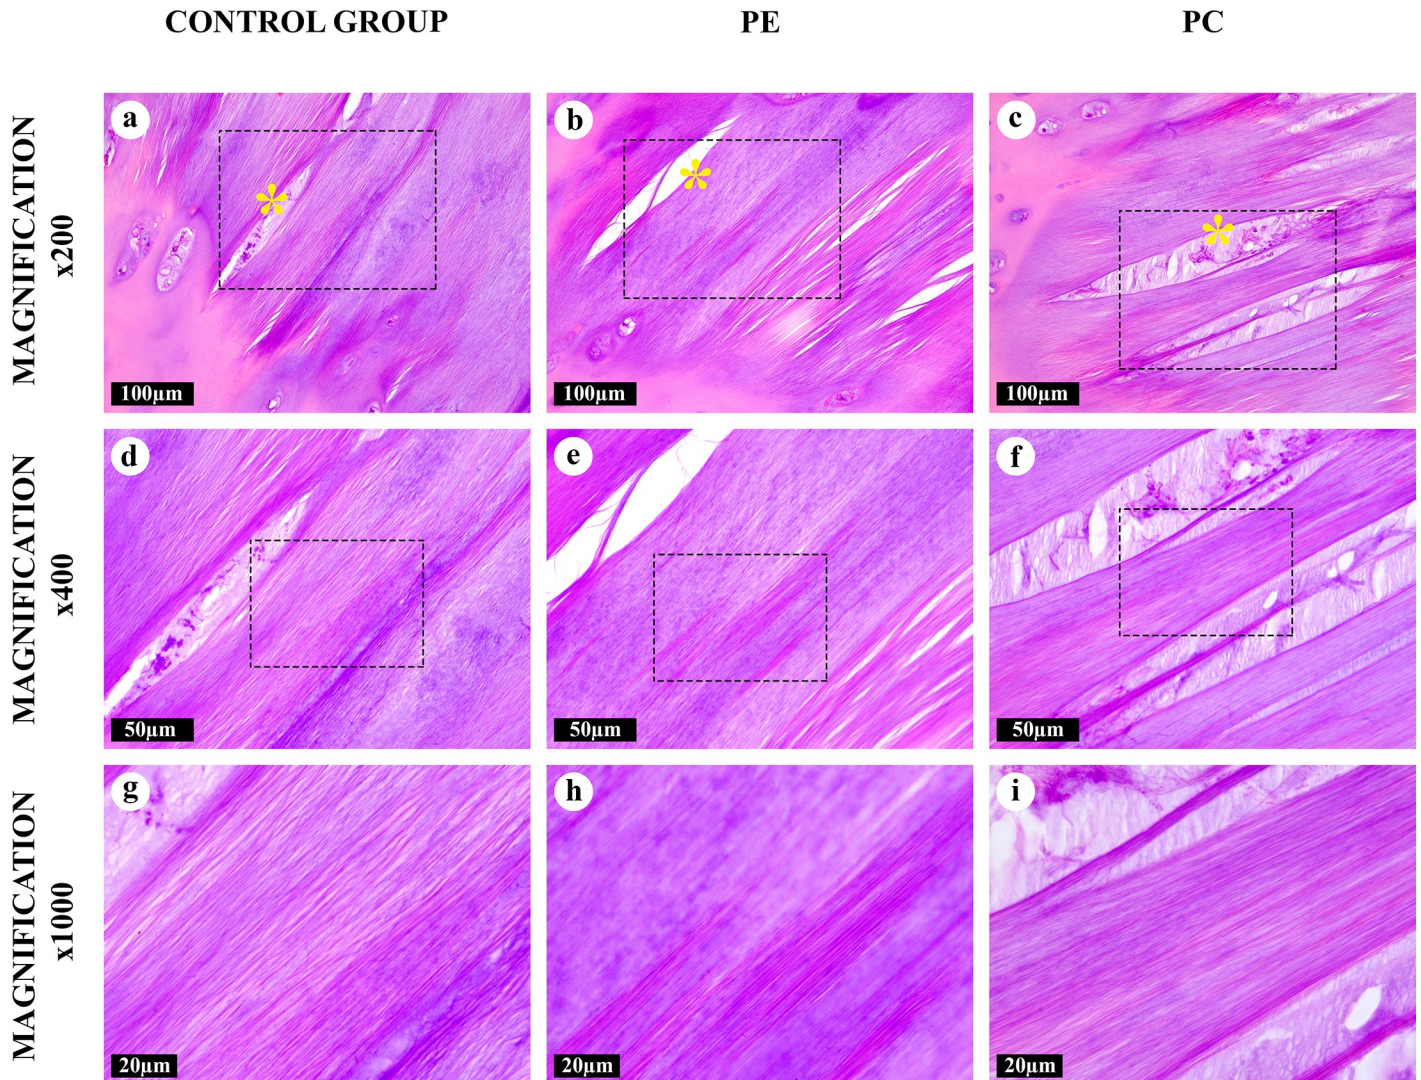 CONTROL GROUP
PE
PC
MAGNIFICATION
x200
a
b
c
100µm
100µm
100µm
MAGNIFICATION
x400
d
e
f
50µm
50µm
50µm
MAGNIFICATION
x1000
g
h
i
20µm
20µm
20µm